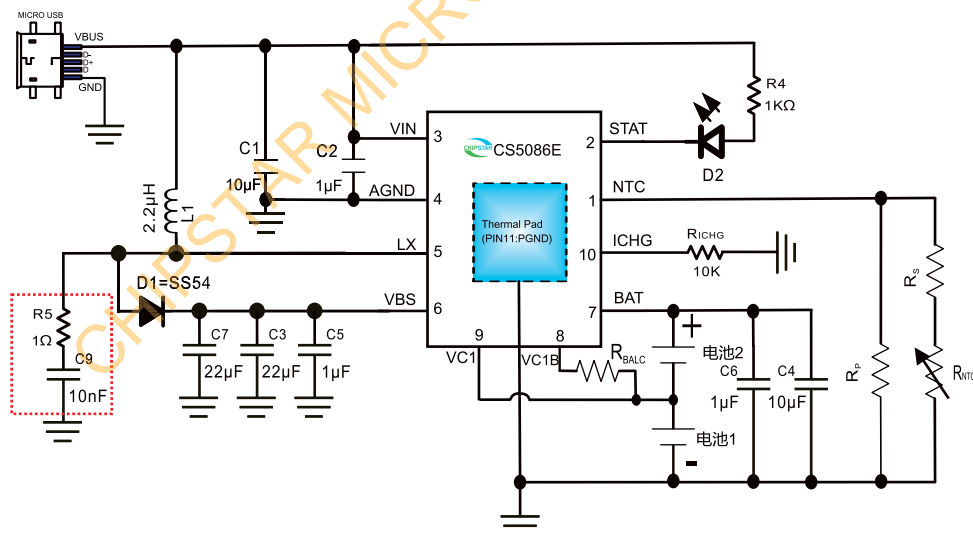 MICRO USB
VBUS
D-
D+
D
GND
CHIPSTAR MICRO
R4
1KΩ
VIN
3
CHIPSTAR CS5086E
2
STAT
D2
C1
10μF
C2
1μF
AGND
4
1
NTC
2.2μH
L1
Thermal Pad
(PIN11:PGND)
LX
5
10
ICHG
RICHG
10K
RS
D1=SS54
VBS
6
7
BAT
R5
1Ω
C9
10nF
C7
22μF
C3
22μF
C5
1μF
9
VC1
8
VC1B
RBALC
+
电池2
C6
1μF
C4
10μF
RP
RNTC
电池1
-